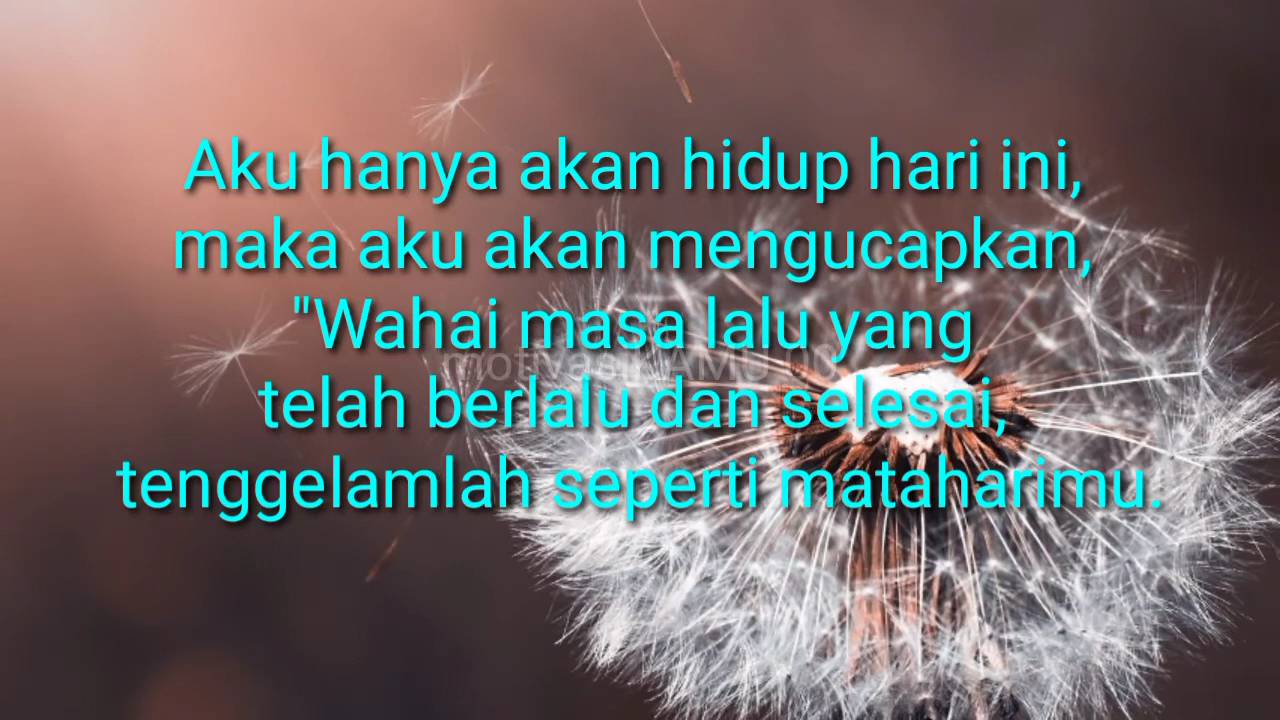 Aku hanya akan hidup hari ini,
maka aku akan mengucapkan,
"Wahai masa lalu yang
telah berlalu dan selesai,
tenggelamlah seperti mataharimu.